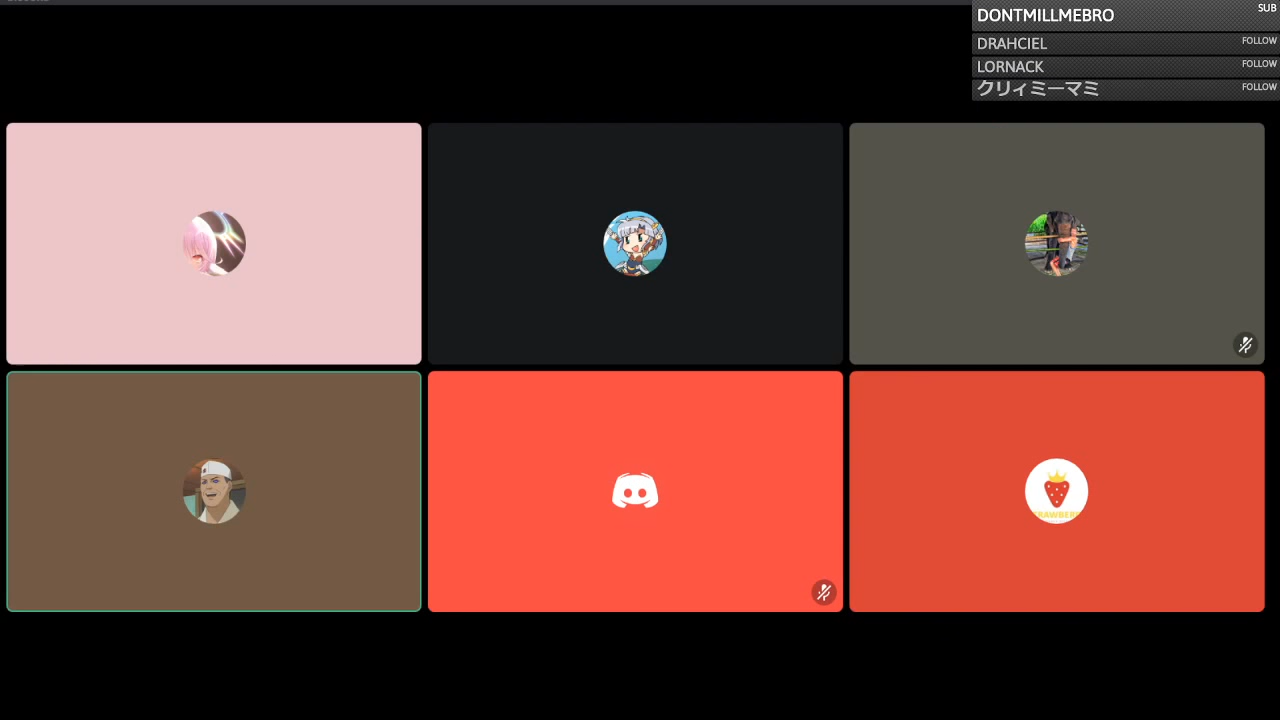 DONTMILLMEBRO SUB
DRAHCIEL FOLLOW
LORNACK FOLLOW
クリィミーマミ FOLLOW